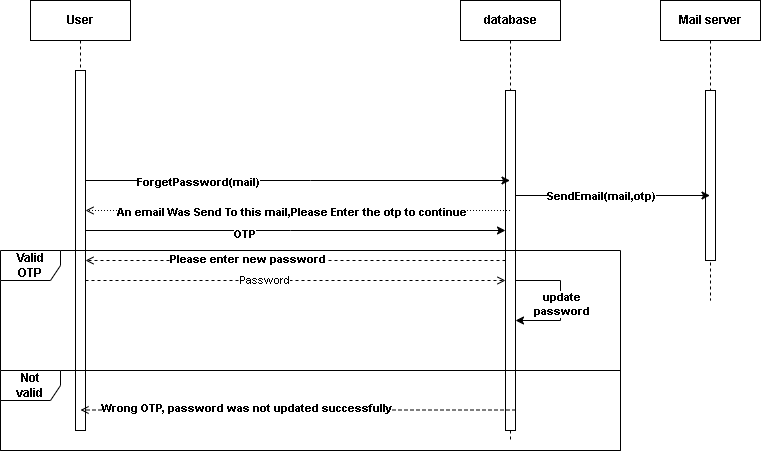 User
database
Mail server
ForgetPassword(mail)
SendEmail(mail,otp)
An email Was Send To this mail,Please Enter the otp to continue
OTP
Valid
OTP
Please enter new password
Password
update
password
Not
valid
Wrong OTP, password was not updated successfully